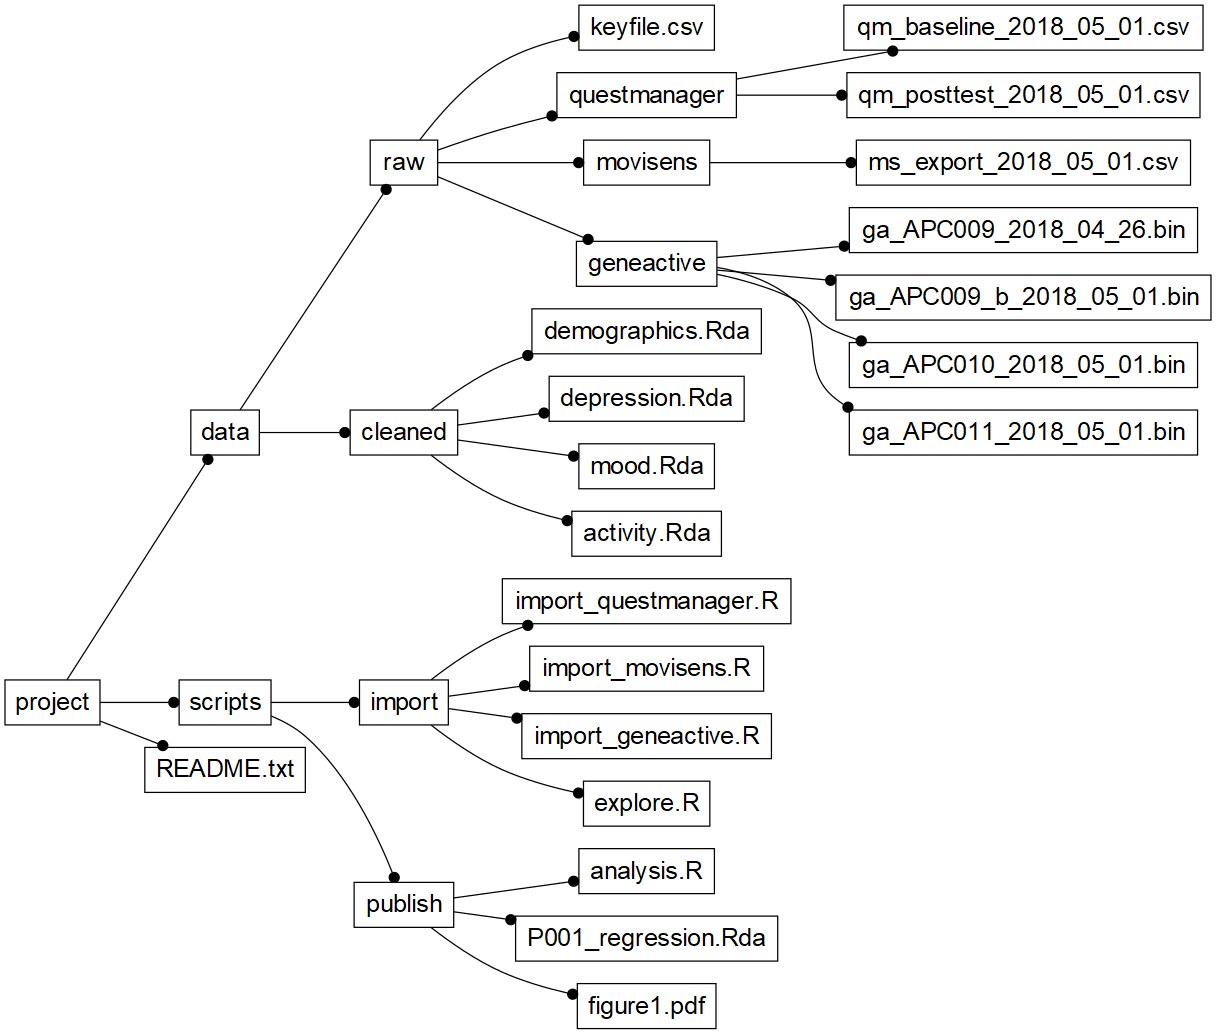 keyfile.csv
qm_baseline_2018_05_01.csv
questmanager
qm_posttest_2018_05_01.csv
raw
movisens
ms_export_2018_05_01.csv
ga_APC009_2018_04_26.bin
geneactive
ga_APC009_b_2018_05_01.bin
demographics.Rda
ga_APC010_2018_05_01.bin
depression.Rda
data
cleaned
ga_APC011_2018_05_01.bin
mood.Rda
activity.Rda
import_questmanager.R
import_movisens.R
project
scripts
import
import_geneactive.R
README.txt
explore.R
analysis.R
publish
P001_regression.Rda
figure1.pdf